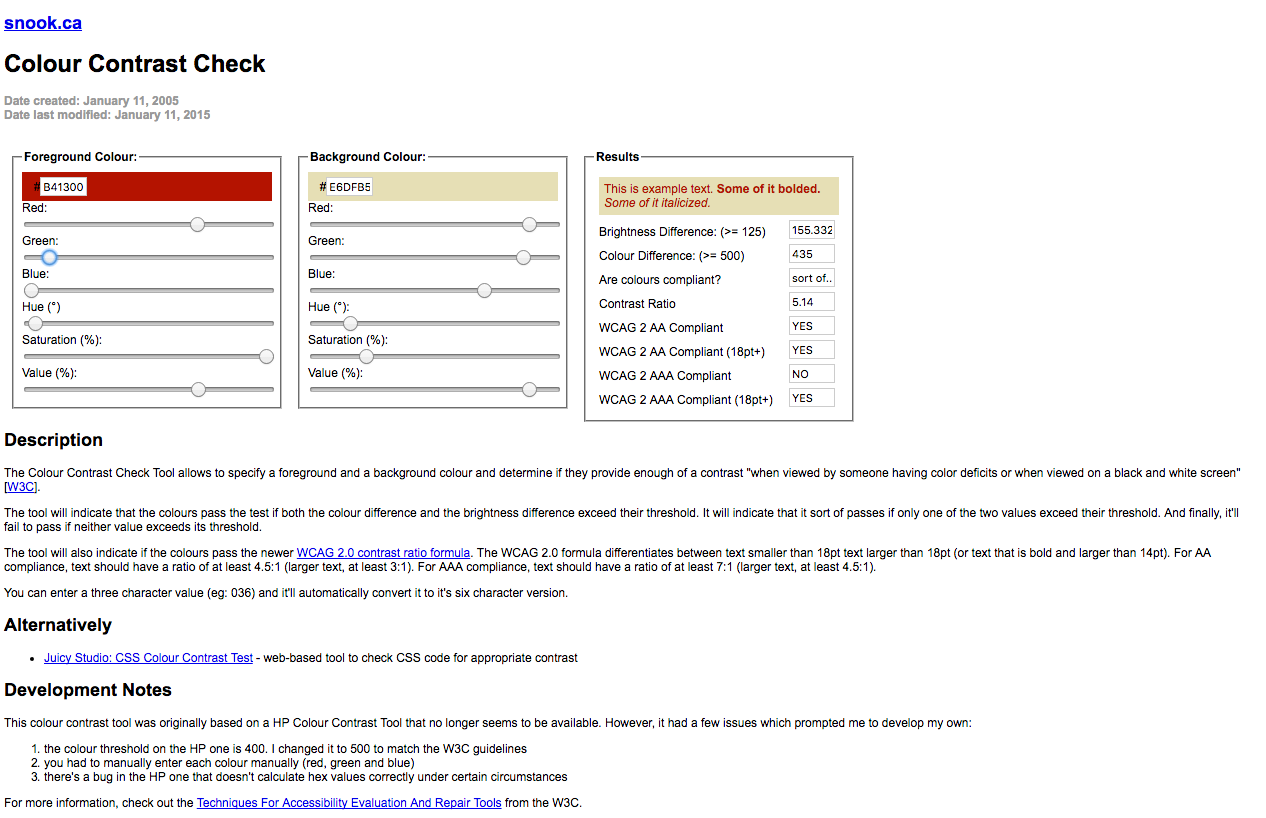 snook.ca
Colour Contrast Check
Date created: January 11, 2005
Date last modified: January 11, 2015
Foreground Colour:
# B41300
Red:
Green:
Blue:
Hue (°)
Saturation (%):
Value (%):
Background Colour:
# E6DFB5
Red:
Green:
Blue:
Hue (°):
Saturation (%):
Value (%):
Results
This is example text. Some of it bolded.
Some of it italicized.
Brightness Difference: (>= 125) 155.332
Colour Difference: (>= 500) 435
Are colours compliant? sort of..
Contrast Ratio 5.14
WCAG 2 AA Compliant YES
WCAG 2 AA Compliant (18pt+) YES
WCAG 2 AAA Compliant NO
WCAG 2 AAA Compliant (18pt+) YES
Description
The Colour Contrast Check Tool allows to specify a foreground and a background colour and determine if they provide enough of a contrast "when viewed by someone having color deficits or when viewed on a black and white screen"
[W3C].
The tool will indicate that the colours pass the test if both the colour difference and the brightness difference exceed their threshold. It will indicate that it sort of passes if only one of the two values exceed their threshold. And finally, it'll
fail to pass if neither value exceeds its threshold.
The tool will also indicate if the colours pass the newer WCAG 2.0 contrast ratio formula. The WCAG 2.0 formula differentiates between text smaller than 18pt text larger than 18pt (or text that is bold and larger than 14pt). For AA
compliance, text should have a ratio of at least 4.5:1 (larger text, at least 3:1). For AAA compliance, text should have a ratio of at least 7:1 (larger text, at least 4.5:1).
You can enter a three character value (eg: 036) and it'll automatically convert it to it's six character version.
Alternatively
• Juicy Studio: CSS Colour Contrast Test - web-based tool to check CSS code for appropriate contrast
Development Notes
This colour contrast tool was originally based on a HP Colour Contrast Tool that no longer seems to be available. However, it had a few issues which prompted me to develop my own:
1. the colour threshold on the HP one is 400. I changed it to 500 to match the W3C guidelines
2. you had to manually enter each colour manually (red, green and blue)
3. there's a bug in the HP one that doesn't calculate hex values correctly under certain circumstances
For more information, check out the Techniques For Accessibility Evaluation And Repair Tools from the W3C.